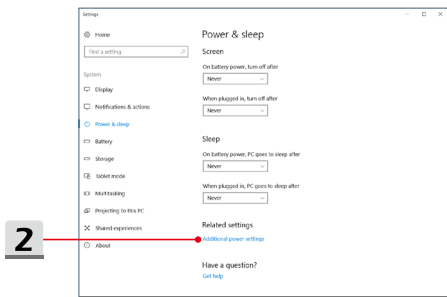 Settings
Home
Find a setting
System
Display
Notifications & actions
Power & sleep
Battery
Storage
Tablet mode
Multitasking
Projecting to this PC
Shared experiences
About
Power & sleep
Screen
On battery power, turn off after
Never
When plugged in, turn off after
Never
Sleep
On battery power, PC goes to sleep after
Never
When plugged in, PC goes to sleep after
Never
Related settings
Additional power settings
Have a question?
Get help
2